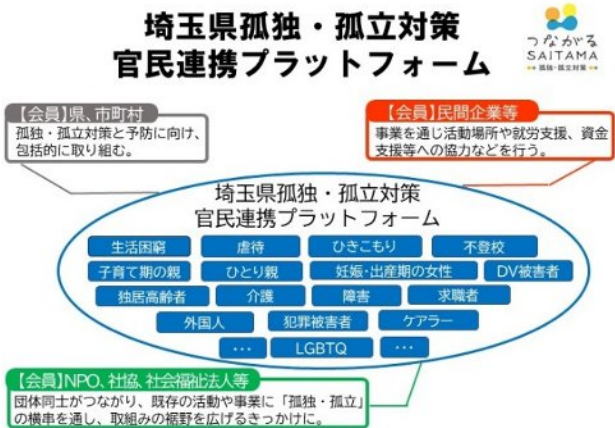 埼玉県孤独・孤立対策
官民連携プラットフォーム
つながる
SAITAMA
孤独・孤立対策
【会員】県、市町村
孤独・孤立対策と予防に向け、
包括的に取り組む。
【会員】民間企業等
事業を通じ活動場所や就労支援、資金
支援等への協力などを行う。
埼玉県孤独・孤立対策
官民連携プラットフォーム
生活困窮 虐待 ひきこもり 不登校
子育て期の親 ひとり親 妊娠・出産期の女性 DV被害者
独居高齢者 介護 障害 求職者
外国人 犯罪被害者 ケアラー
… LGBTQ …
【会員】NPO、社協、社会福祉法人等
団体同士がつながり、既存の活動や事業に「孤独・孤立」
の横串を通し、取組みの裾野を広げるきっかけに。